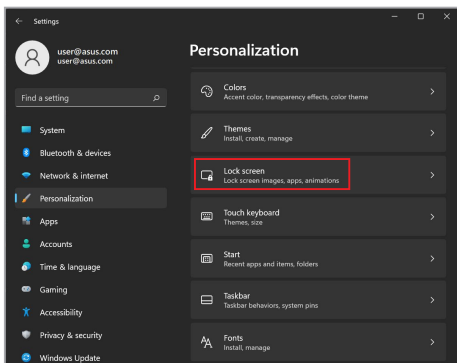 Settings
user@asus.com
user@asus.com
Find a setting
System
Bluetooth & devices
Network & internet
Personalization
Apps
Accounts
Time & language
Gaming
Accessibility
Privacy & security
Windows Update
Personalization
Colors
Accent color, transparency effects, color theme
Themes
Install, create, manage
Lock screen
Lock screen images, apps, animations
Touch keyboard
Themes, size
Start
Recent apps and items, folders
Taskbar
Taskbar behaviors, system pins
Fonts
Install, manage